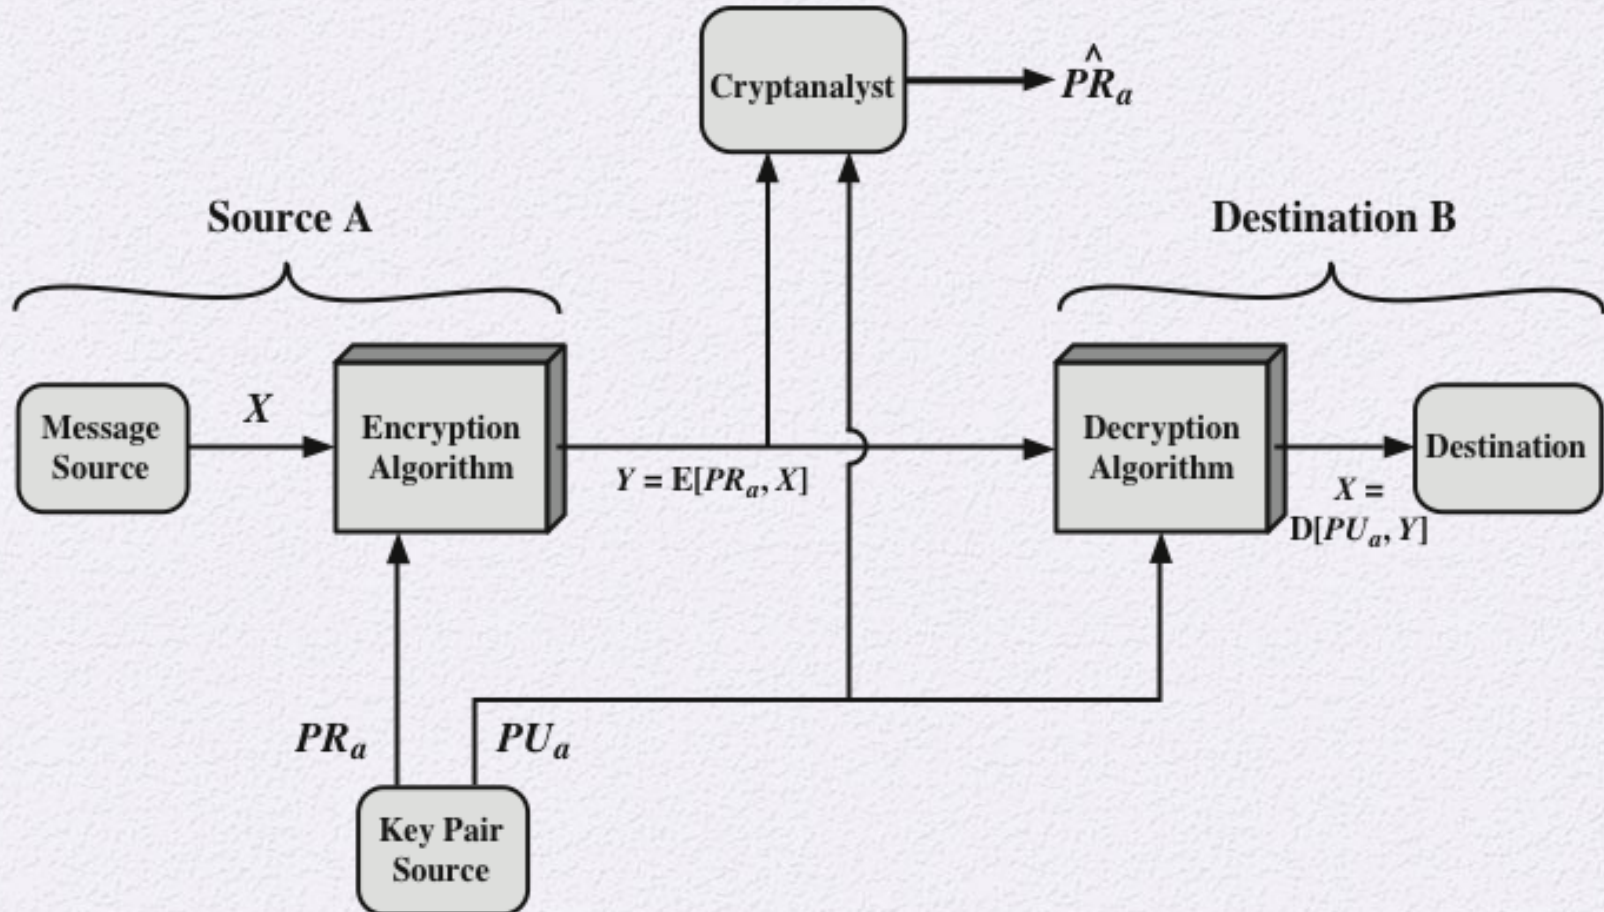 Cryptanalyst
P̂Rₐ
Source A
Destination B
Message
Source
X
Encryption
Algorithm
Y = E[PRₐ, X]
Decryption
Algorithm
X =
D[PUₐ, Y]
Destination
PRₐ
PUₐ
Key Pair
Source